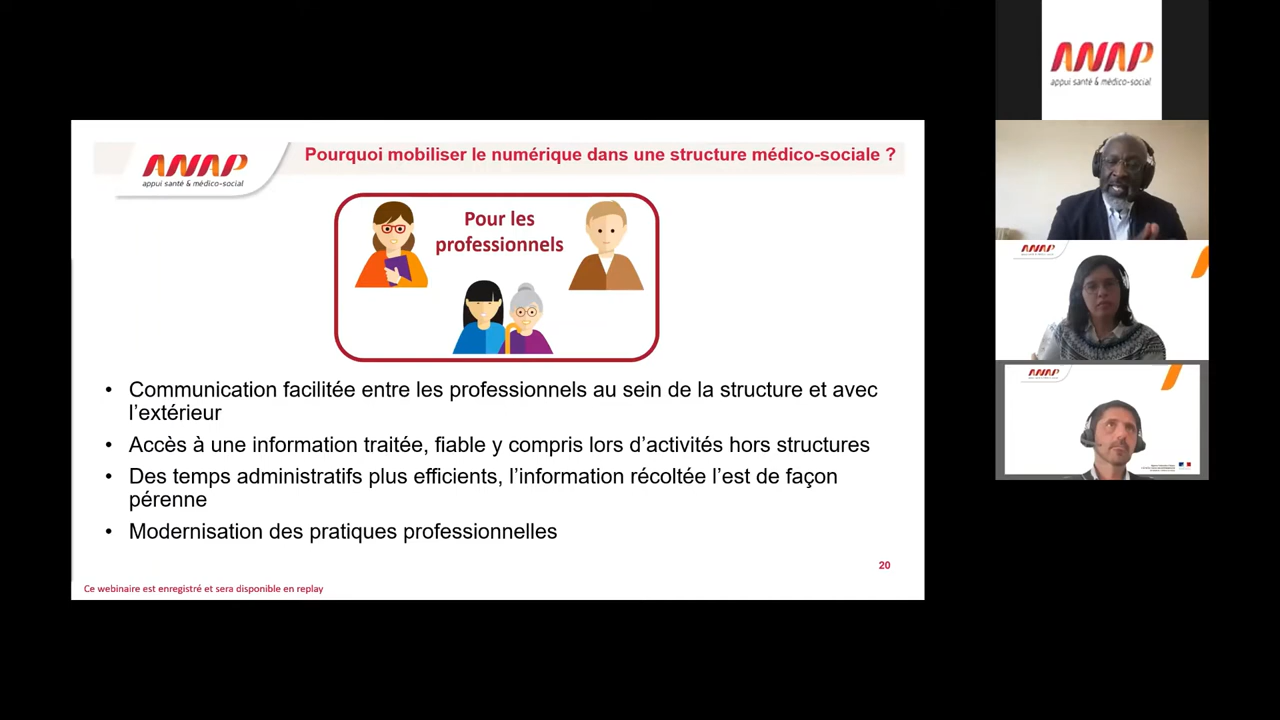 ANAP
appui santé & médico-social
Pourquoi mobiliser le numérique dans une structure médico-sociale ?
Pour les
professionnels
• Communication facilitée entre les professionnels au sein de la structure et avec
l’extérieur
• Accès à une information traitée, fiable y compris lors d’activités hors structures
• Des temps administratifs plus efficients, l’information récoltée l’est de façon
pérenne
• Modernisation des pratiques professionnelles
20
Ce webinaire est enregistré et sera disponible en replay
ANAP
appui santé & médico-social
ANAP
ANAP